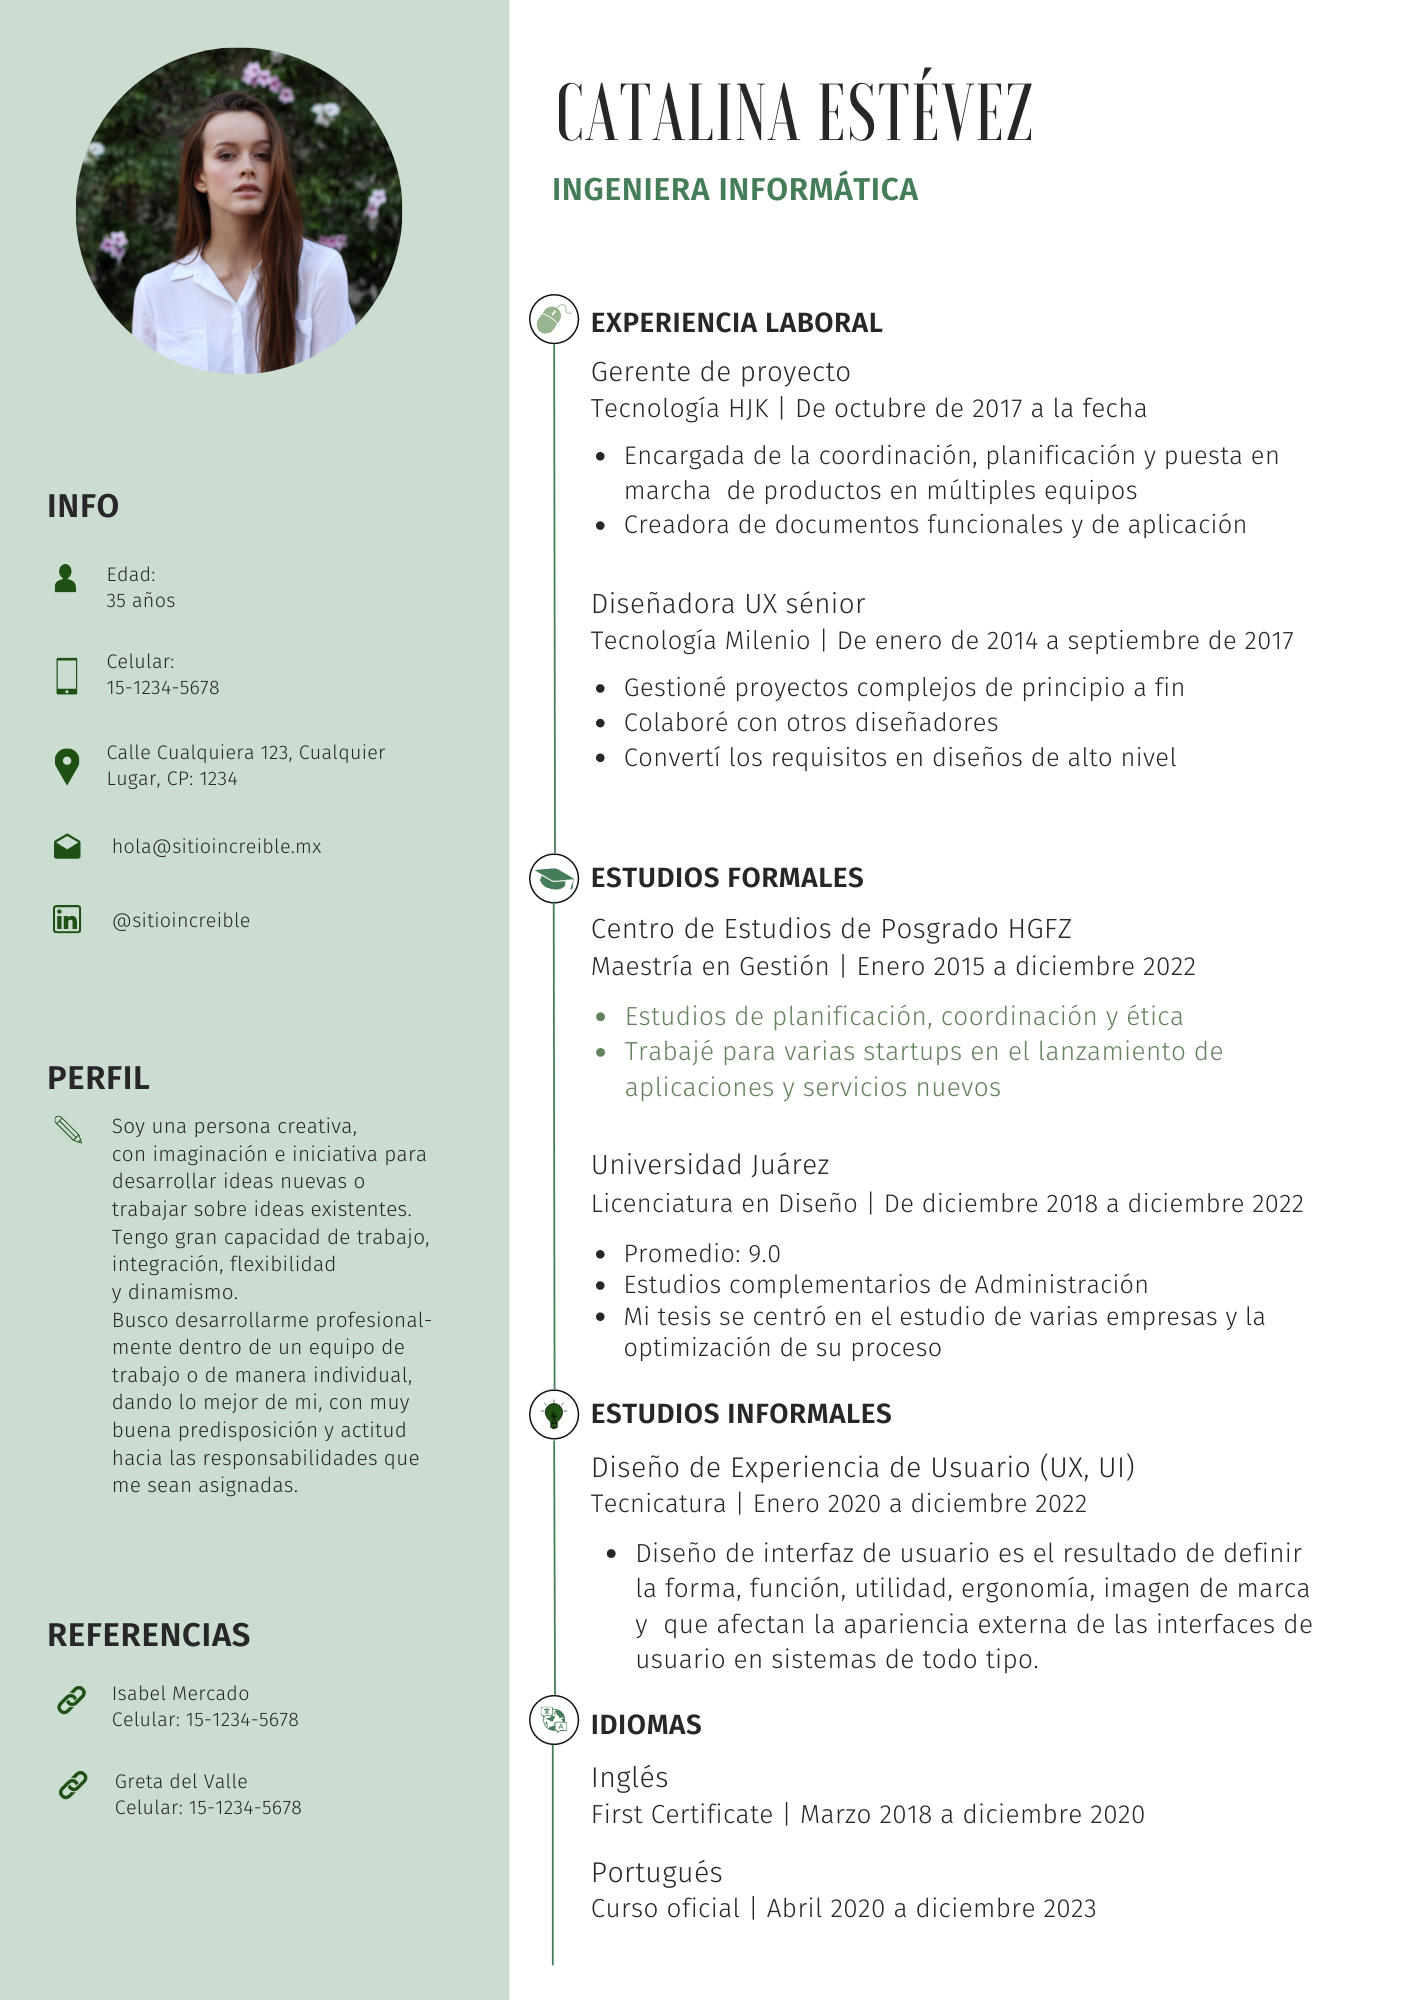 CATALINA ESTÉVEZ
INGENIERA INFORMÁTICA
INFO
Edad:
35 años
Celular:
15-1234-5678
Calle Cualquiera 123, Cualquier
Lugar, CP: 1234
hola@sitioincreible.mx
@sitioincreible
PERFIL
Soy una persona creativa,
con imaginación e iniciativa para
desarrollar ideas nuevas o
trabajar sobre ideas existentes.
Tengo gran capacidad de trabajo,
integración, flexibilidad
y dinamismo.
Busco desarrollarme profesional-
mente dentro de un equipo de
trabajo o de manera individual,
dando lo mejor de mi, con muy
buena predisposición y actitud
hacia las responsabilidades que
me sean asignadas.
REFERENCIAS
Isabel Mercado
Celular: 15-1234-5678
Greta del Valle
Celular: 15-1234-5678
EXPERIENCIA LABORAL
Gerente de proyecto
Tecnología HJK | De octubre de 2017 a la fecha
• Encargada de la coordinación, planificación y puesta en
marcha  de productos en múltiples equipos
• Creadora de documentos funcionales y de aplicación
Diseñadora UX sénior
Tecnología Milenio | De enero de 2014 a septiembre de 2017
• Gestioné proyectos complejos de principio a fin
• Colaboré con otros diseñadores
• Convertí los requisitos en diseños de alto nivel
ESTUDIOS FORMALES
Centro de Estudios de Posgrado HGFZ
Maestría en Gestión | Enero 2015 a diciembre 2022
• Estudios de planificación, coordinación y ética
• Trabajé para varias startups en el lanzamiento de
aplicaciones y servicios nuevos
Universidad Juárez
Licenciatura en Diseño | De diciembre 2018 a diciembre 2022
• Promedio: 9.0
• Estudios complementarios de Administración
• Mi tesis se centró en el estudio de varias empresas y la
optimización de su proceso
ESTUDIOS INFORMALES
Diseño de Experiencia de Usuario (UX, UI)
Tecnicatura | Enero 2020 a diciembre 2022
• Diseño de interfaz de usuario es el resultado de definir
la forma, función, utilidad, ergonomía, imagen de marca
y  que afectan la apariencia externa de las interfaces de
usuario en sistemas de todo tipo.
IDIOMAS
Inglés
First Certificate | Marzo 2018 a diciembre 2020
Portugués
Curso oficial | Abril 2020 a diciembre 2023